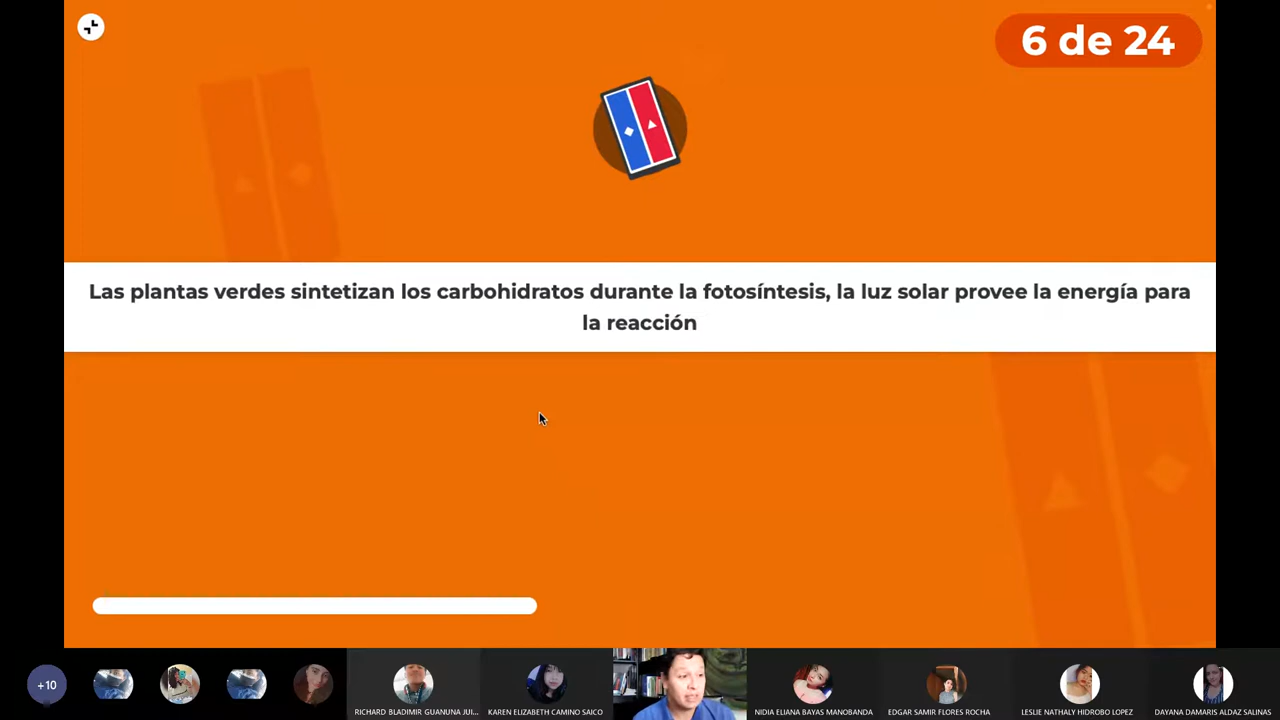 6 de 24
Las plantas verdes sintetizan los carbohidratos durante la fotosíntesis, la luz solar provee la energía para
la reacción
+10
RICHARD BLADIMIR GUANUNA JUI...
KAREN ELIZABETH CAMINO SAICO
NIDIA ELIANA BAYAS MANOBANDA
EDGAR SAMIR FLORES ROCHA
LESLIE NATHALY HIDROBO LOPEZ
DAYANA DAMARIS ALDAZ SALINAS